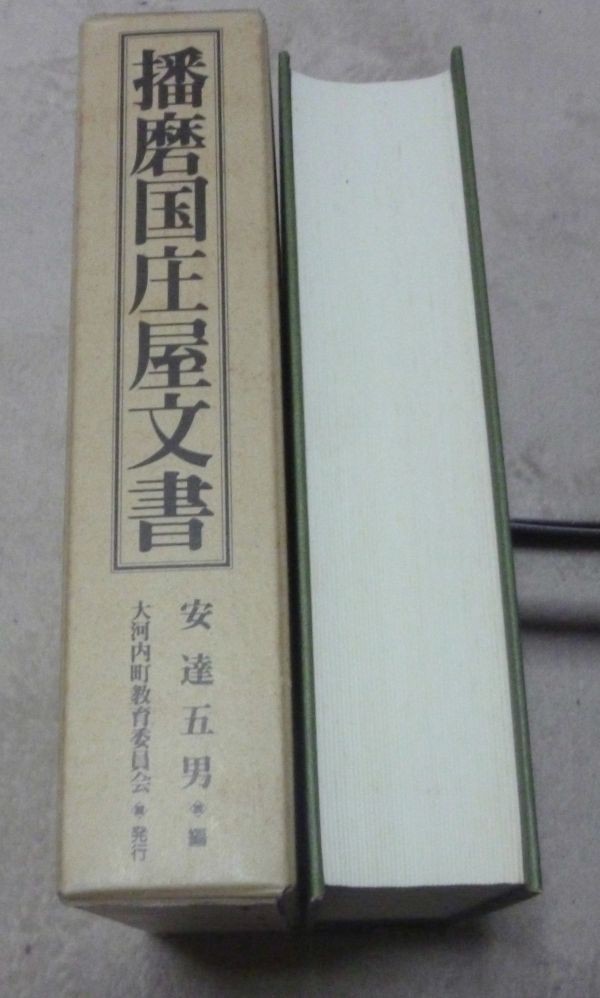 播磨国庄屋文書
安達五男 編
大河内町教育委員会 発行